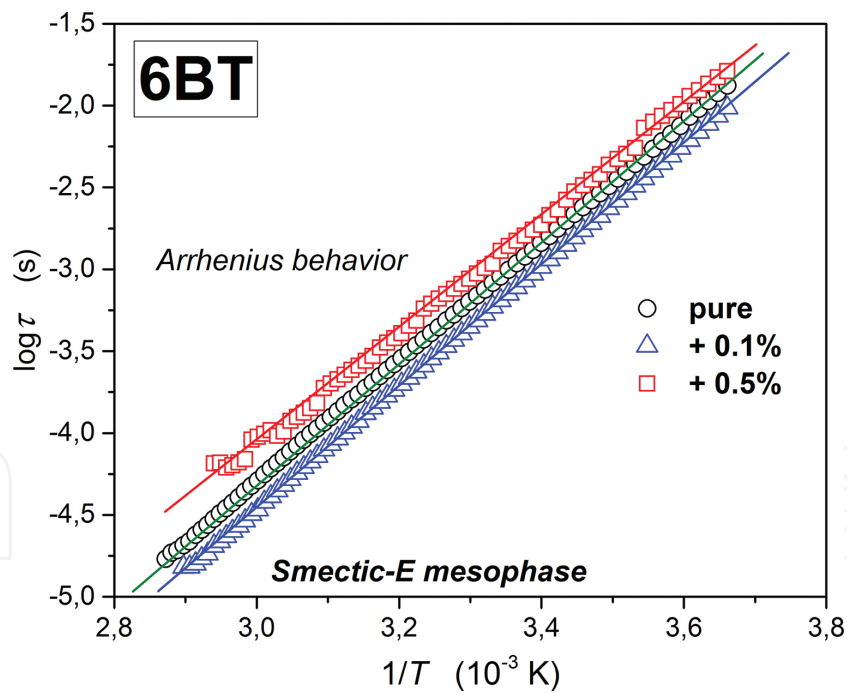 6BT
-1,5
-2,0
-2,5
-3,0
-3,5
-4,0
-4,5
-5,0
logτ (s)
Arrhenius behavior
pure
+ 0.1%
+ 0.5%
Smectic-E mesophase
2,8 3,0 3,2 3,4 3,6 3,8
1/T (10⁻³ K)